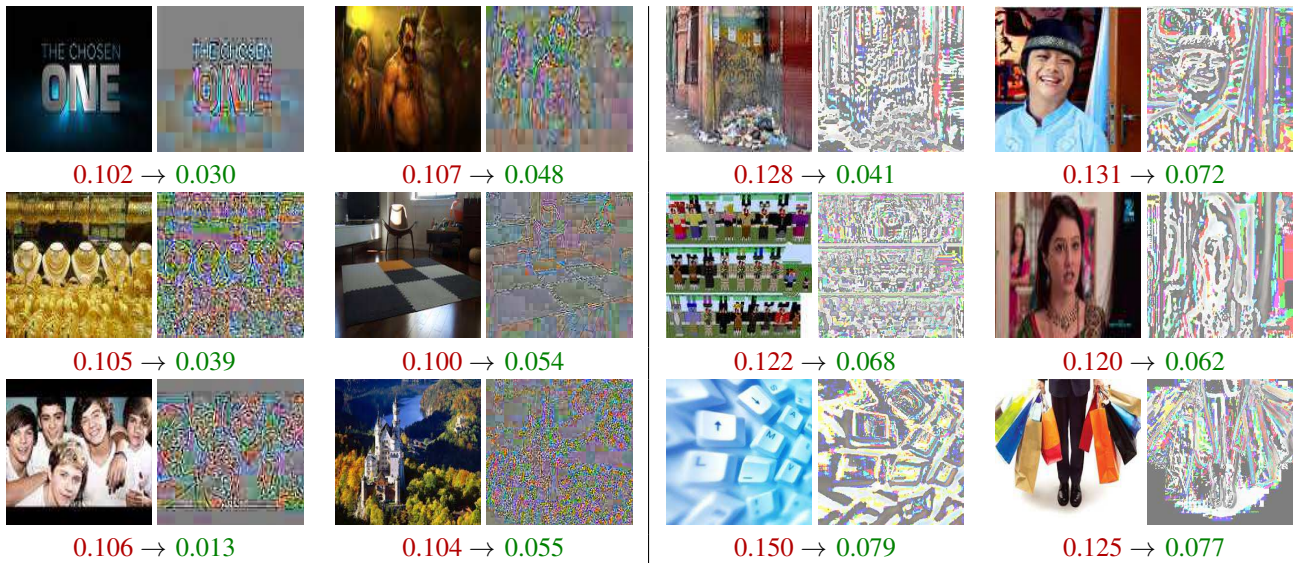 THE CHOSEN
ONE
THE CHOSEN
ONE
0.102 → 0.030
0.107 → 0.048
0.128 → 0.041
0.131 → 0.072
0.105 → 0.039
0.100 → 0.054
0.122 → 0.068
0.120 → 0.062
↑
M
L
0.106 → 0.013
0.104 → 0.055
0.150 → 0.079
0.125 → 0.077